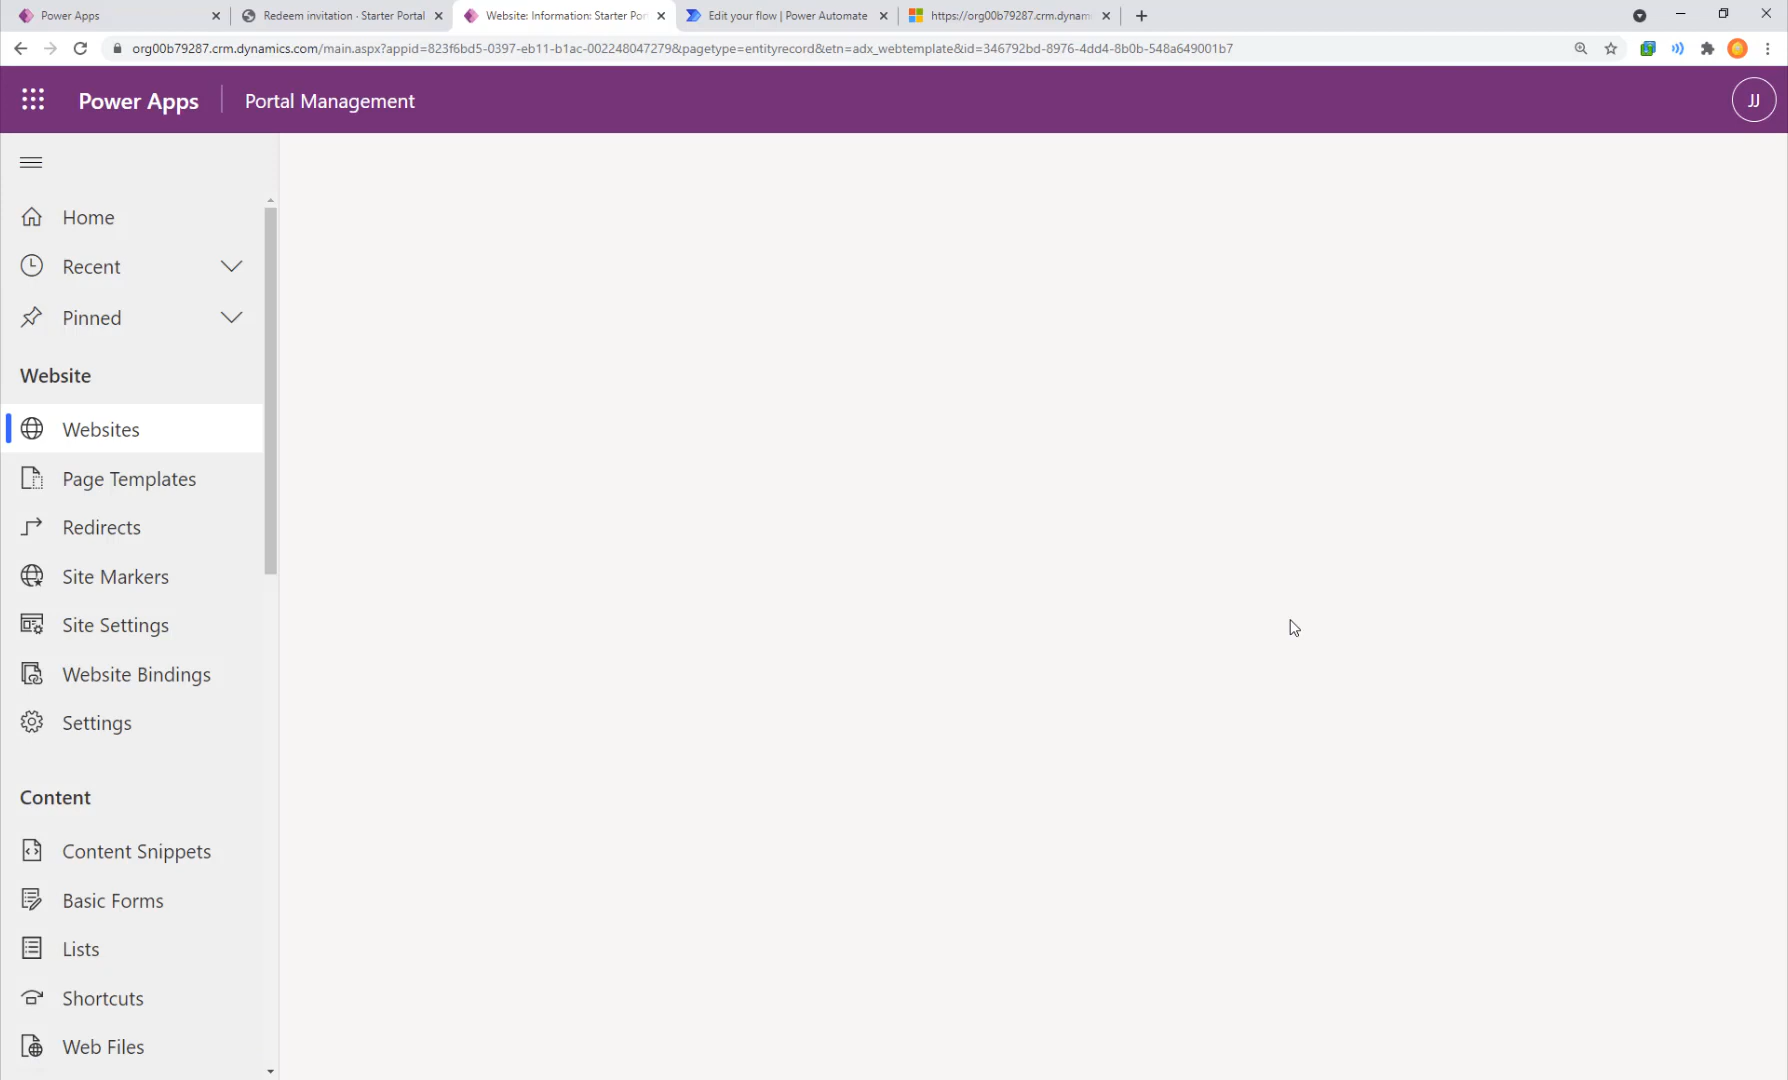 Power Apps
Redeem invitation · Starter Portal
Website: Information: Starter Por
Edit your flow | Power Automate
https://org00b79287.crm.dynam
org00b79287.crm.dynamics.com/main.aspx?appid=823f6bd5-0397-eb11-b1ac-002248047279&pagetype=entityrecord&etn=adx_webtemplate&id=346792bd-8976-4dd4-8b0b-548a649001b7
Power Apps
Portal Management
JJ
Home
Recent
Pinned
Website
Websites
Page Templates
Redirects
Site Markers
Site Settings
Website Bindings
Settings
Content
Content Snippets
Basic Forms
Lists
Shortcuts
Web Files